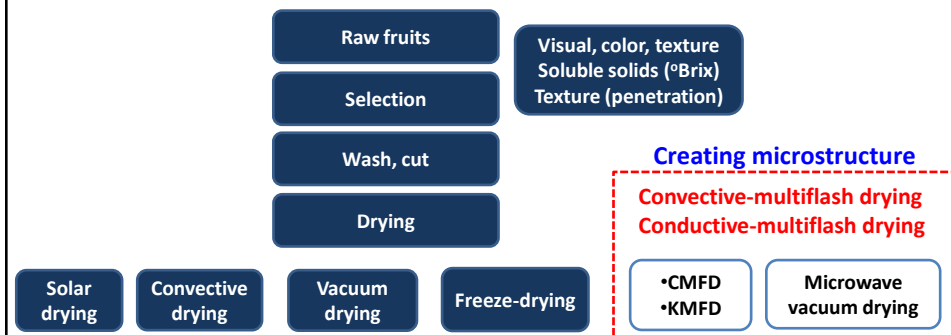 Raw fruits
Visual, color, texture
Soluble solids (ºBrix)
Texture (penetration)
Selection
Wash, cut
Creating microstructure
Drying
Convective-multiflash drying
Conductive-multiflash drying
Solar
drying
Convective
drying
Vacuum
drying
Freeze-drying
•CMFD
•KMFD
Microwave
vacuum drying